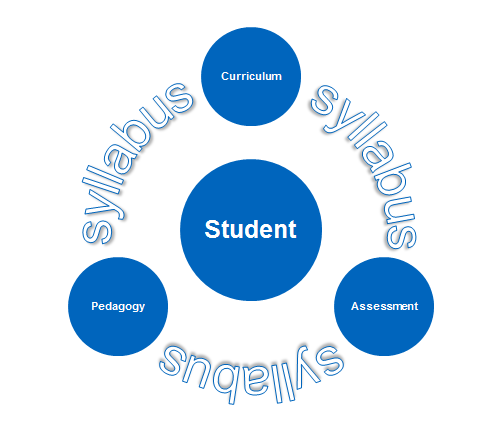 Curriculum
syllabus
syllabus
Student
Pedagogy
Assessment
syllabus